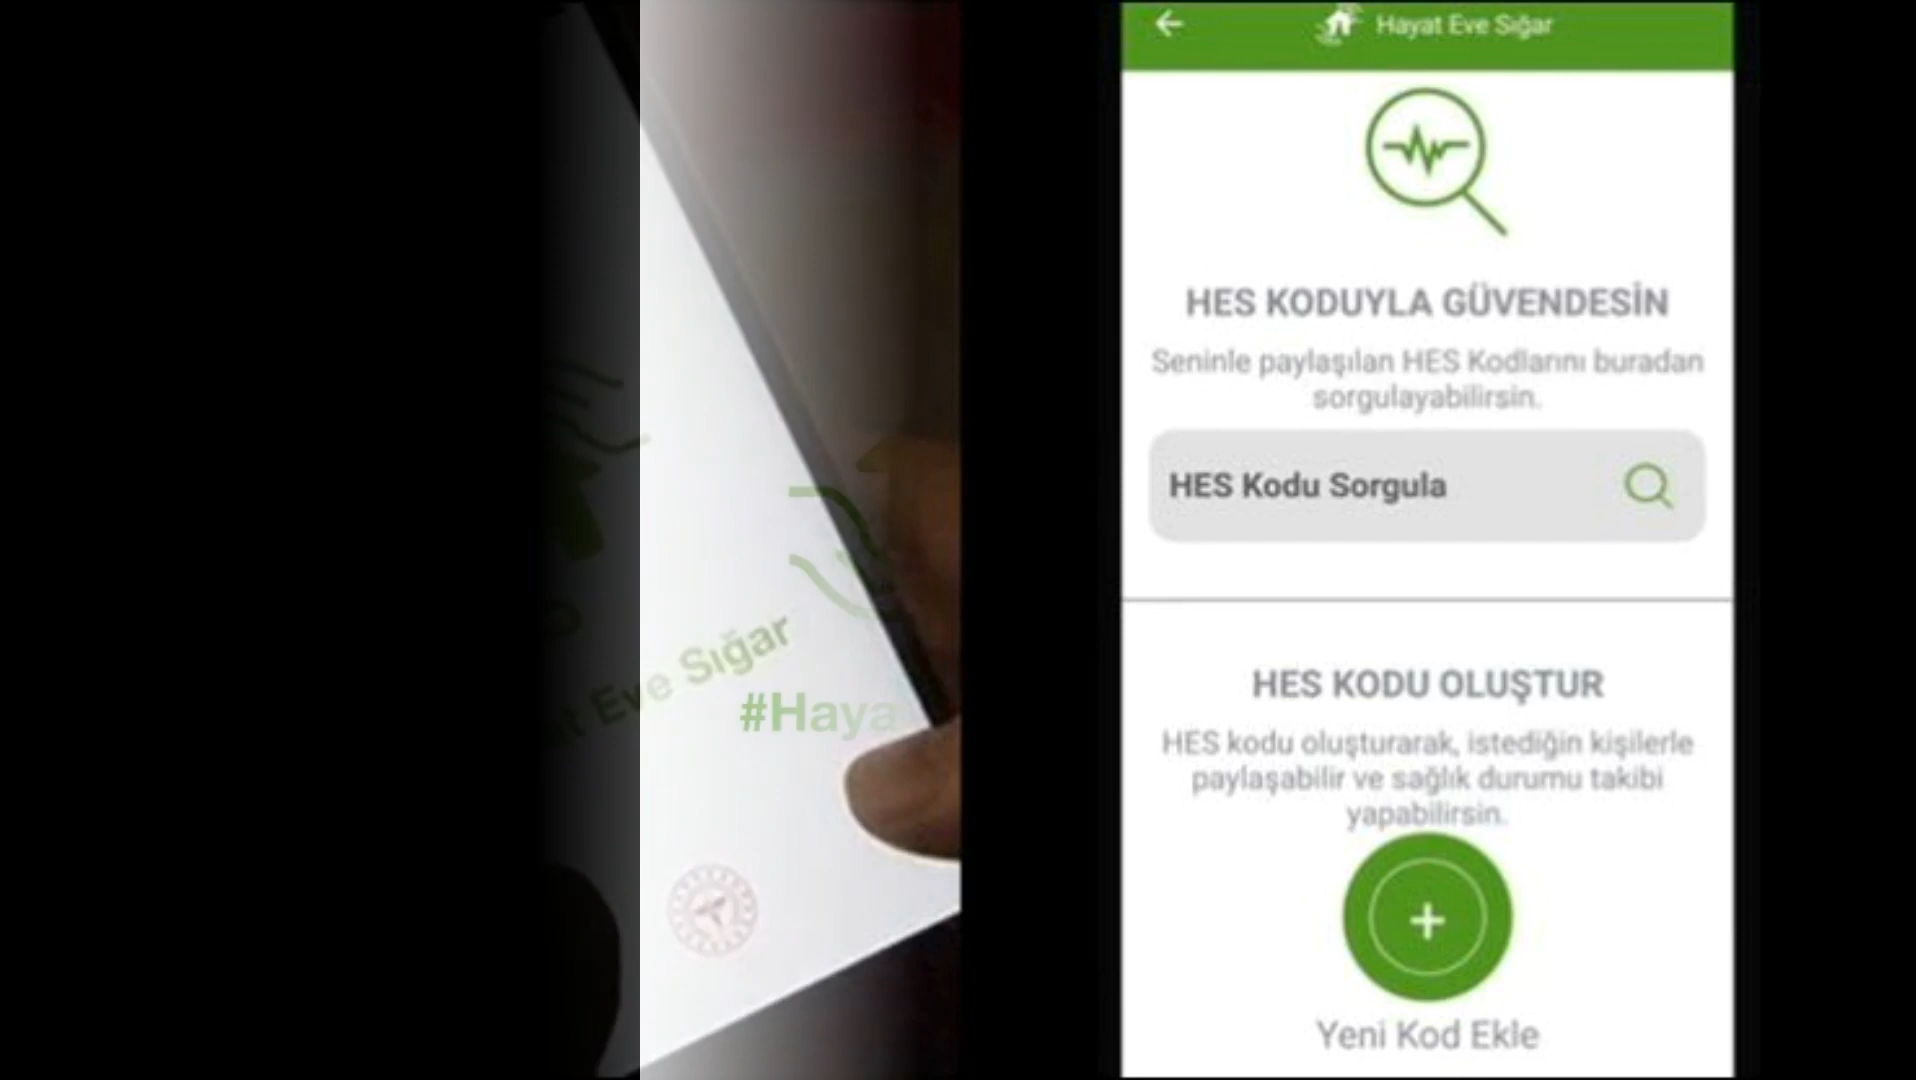 Eve Sığar
#Haya
Hayat Eve Sığar
HES KODUYLA GÜVENDESİN
Seninle paylaşılan HES Kodlarını buradan
sorgulayabilirsin.
HES Kodu Sorgula
HES KODU OLUŞTUR
HES kodu oluşturarak, istediğin kişilerle
paylaşabilir ve sağlık durumu takibi
yapabilirsin.
+
Yeni Kod Ekle